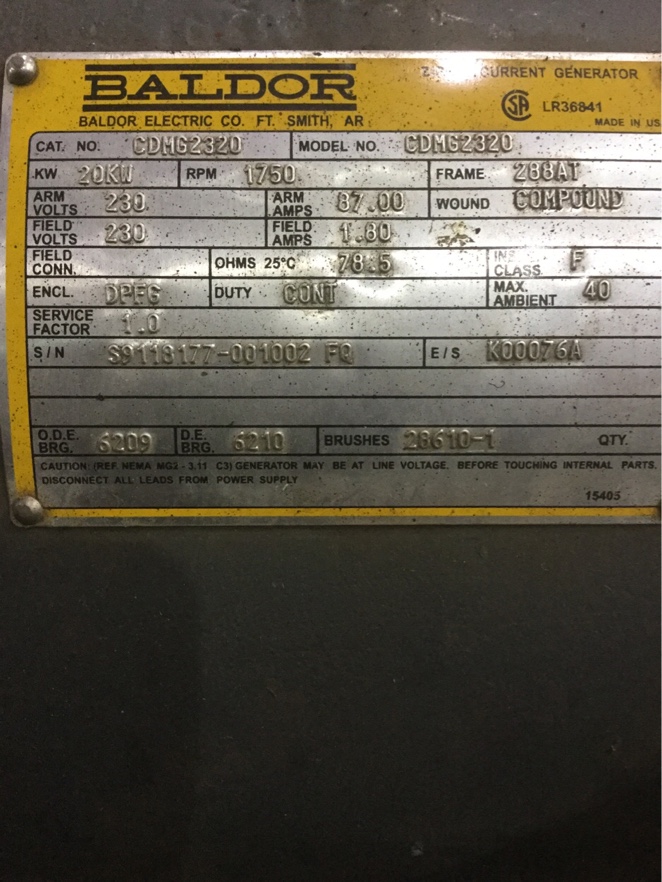 BALDOR
CURRENT GENERATOR
SA LR36841
BALDOR ELECTRIC CO. FT. SMITH, AR
MADE IN US
CAT. NO. CDMG2320 MODEL NO. CDMG2320
KW 20KW RPM 1750 FRAME 288AT
ARM VOLTS 230 ARM AMPS 87.00 WOUND COMPOUND
FIELD VOLTS 230 FIELD AMPS 1.80
FIELD CONN. OHMS 25°C 78.5 CLASS F
ENCL. DPFG DUTY CONT MAX. AMBIENT 40
SERVICE FACTOR 1.0
S/N S9113177-001002 FQ E/S K00076A
O.D.E. BRG. 6209 D.E. BRG. 6210 BRUSHES 28610-1 QTY.
CAUTION: (REF. NEMA MG2 - 3.11 C3) GENERATOR MAY BE AT LINE VOLTAGE. BEFORE TOUCHING INTERNAL PARTS.
DISCONNECT ALL LEADS FROM POWER SUPPLY
15405